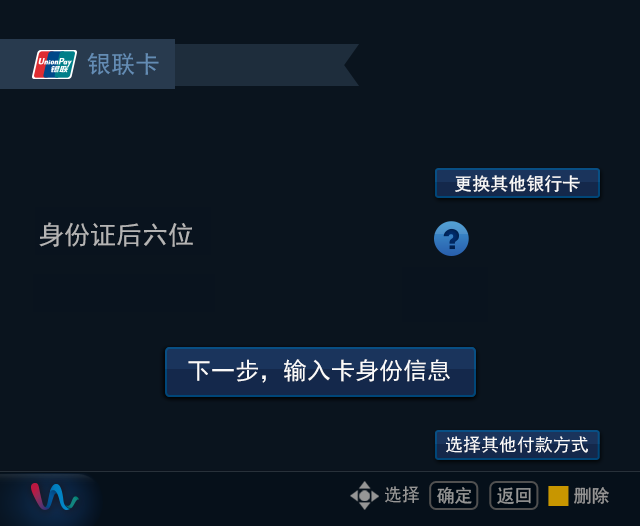 UnionPay
银联
银联卡
更换其他银行卡
身份证后六位
?
下一步，输入卡身份信息
选择其他付款方式
选择 确定 返回 删除